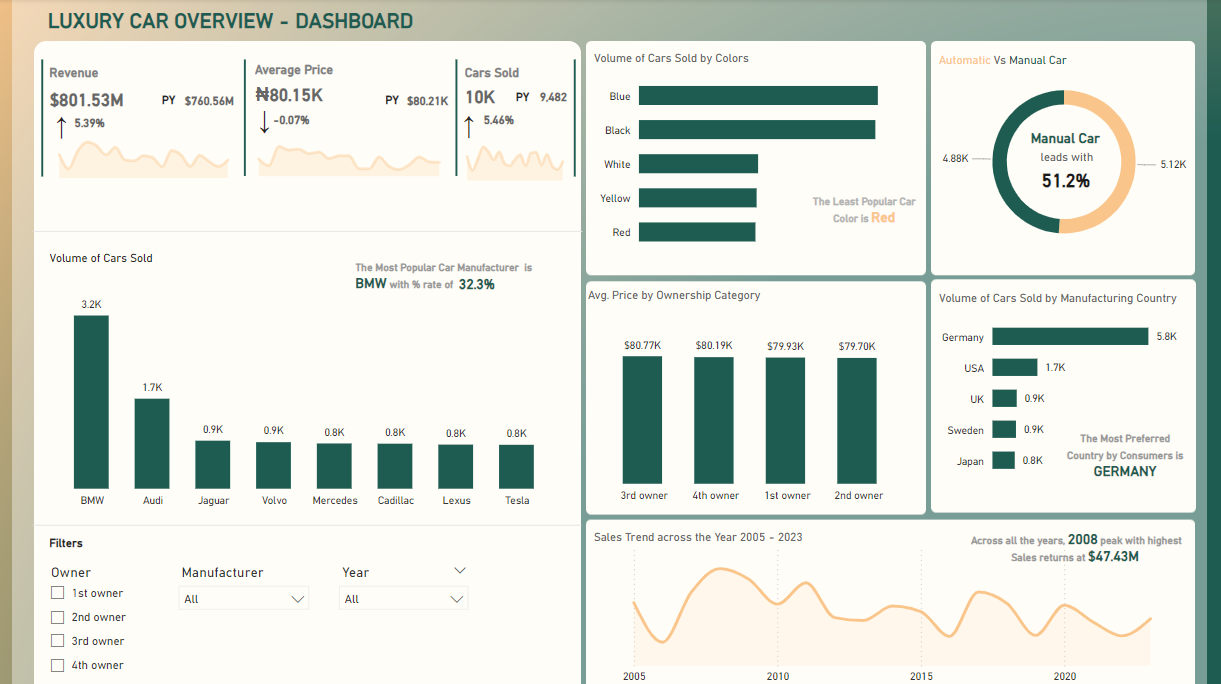 LUXURY CAR OVERVIEW - DASHBOARD
Revenue
$801.53M PY $760.56M
5.39%
Average Price
₦80.15K PY $80.21K
-0.07%
Cars Sold
10K PY 9,482
5.46%
Volume of Cars Sold by Colors
Blue
Black
White
Yellow
Red
The Least Popular Car
Color is Red
Automatic Vs Manual Car
Manual Car
leads with
51.2%
4.88K
5.12K
Volume of Cars Sold
The Most Popular Car Manufacturer is
BMW with % rate of 32.3%
3.2K
1.7K
0.9K
0.9K
0.8K
0.8K
0.8K
0.8K
BMW
Audi
Jaguar
Volvo
Mercedes
Cadillac
Lexus
Tesla
Avg. Price by Ownership Category
$80.77K
$80.19K
$79.93K
$79.70K
3rd owner
4th owner
1st owner
2nd owner
Volume of Cars Sold by Manufacturing Country
Germany 5.8K
USA 1.7K
UK 0.9K
Sweden 0.9K
Japan 0.8K
The Most Preferred
Country by Consumers is
GERMANY
Filters
Owner
1st owner
2nd owner
3rd owner
4th owner
Manufacturer
All
Year
All
Sales Trend across the Year 2005 - 2023
Across all the years, 2008 peak with highest
Sales returns at $47.43M
2005
2010
2015
2020